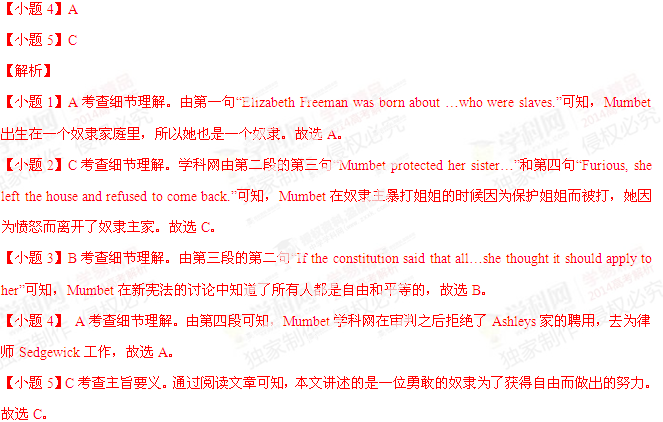 【小题 4】A
【小题 5】C
【解析】
【小题 1】A 考查细节理解。由第一句“Elizabeth Freeman was born about …who were slaves.”可知，Mumbet
出生在一个奴隶家庭里，所以她也是一个奴隶。故选 A。
【小题 2】C 考查细节理解。学科网由第二段的第三句“Mumbet protected her sister…”和第四句“Furious, she
left the house and refused to come back.”可知，Mumbet 在奴隶主暴打姐姐的时候因为保护姐姐而被打，她因
为愤怒而离开了奴隶主家。故选 C。
【小题 3】B 考查细节理解。由第三段的第二句“If the constitution said that all…she thought it should apply to
her”可知，Mumbet 在新宪法的讨论中知道了所有人都是自由和平等的，故选 B。
【小题 4】 A 考查细节理解。由第四段可知，Mumbet 学科网在审判之后拒绝了 Ashleys 家的聘用，去为律
师 Sedgewick 工作，故选 A。
【小题 5】C 考查主旨要义。通过阅读文章可知，本文讲述的是一位勇敢的奴隶为了获得自由而做出的努力。
故选 C。